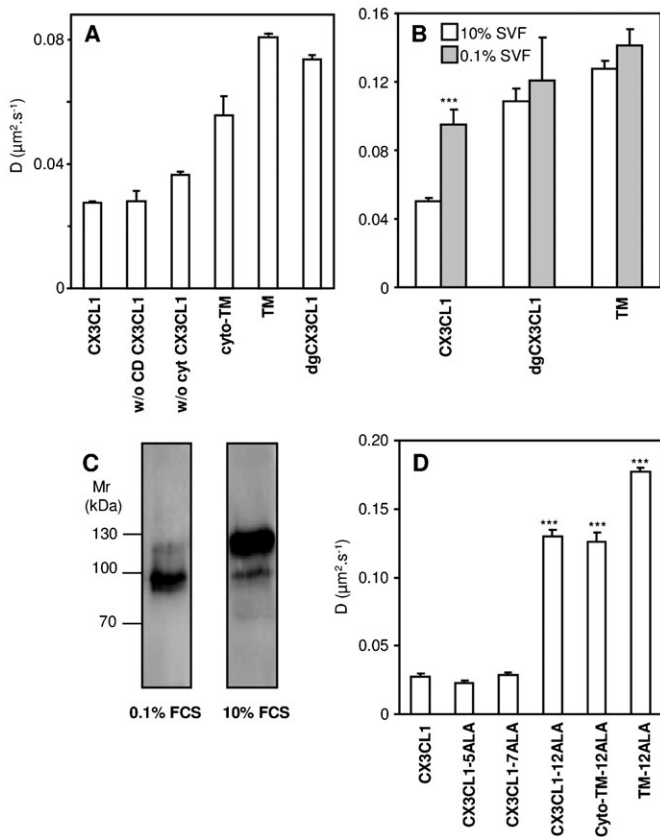 A
D (µm².s⁻¹)
0.08
0.04
0
CX3CL1
w/o CD CX3CL1
w/o cyt CX3CL1
cyto-TM
TM
dgCX3CL1
B
10% SVF
0.1% SVF
0.16
0.12
0.08
0.04
0
***
CX3CL1
dgCX3CL1
TM
C
Mr
(kDa)
130
100
70
0.1% FCS
10% FCS
D
D (µm².s⁻¹)
0.20
0.15
0.10
0.05
0
***
***
***
CX3CL1
CX3CL1-5ALA
CX3CL1-7ALA
CX3CL1-12ALA
Cyto-TM-12ALA
TM-12ALA